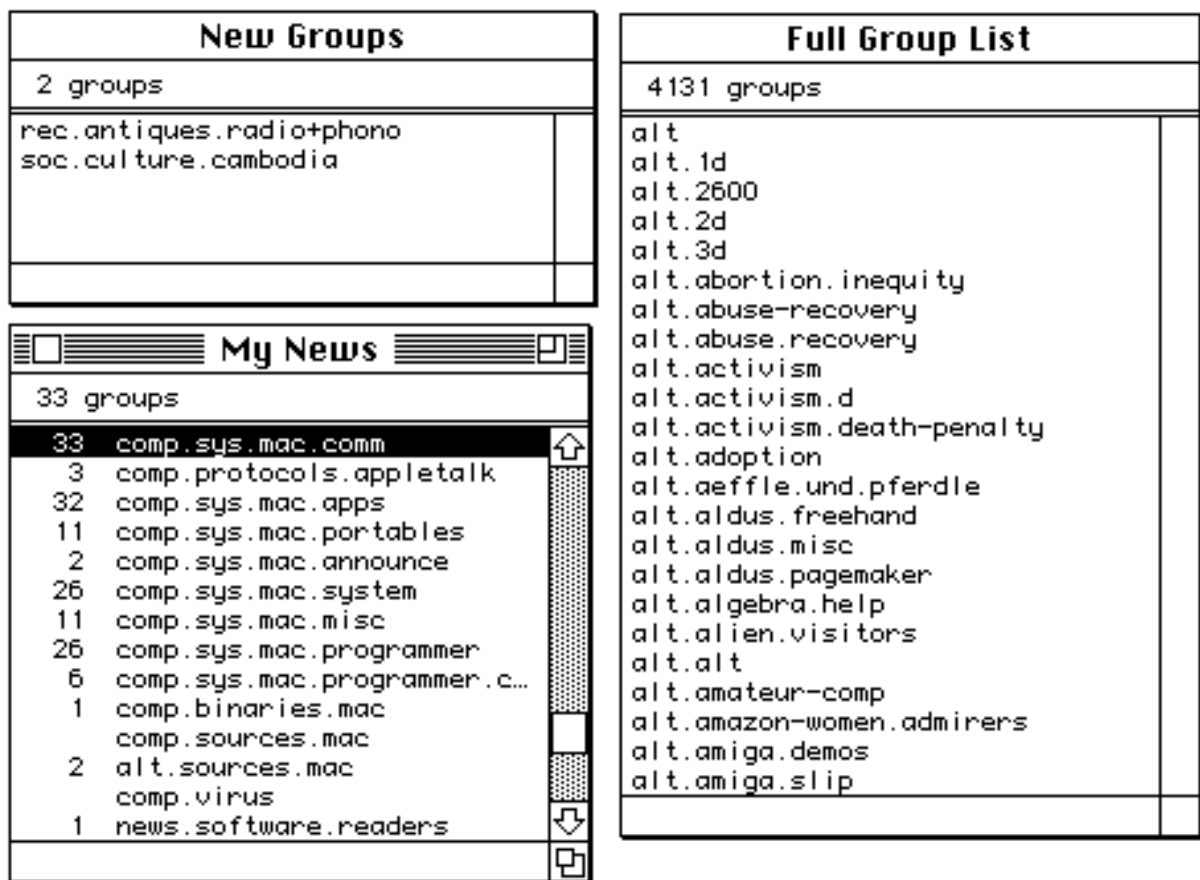 New Groups
2 groups
rec.antiques.radio+phono
soc.culture.cambodia
My News
33 groups
33 comp.sys.mac.comm
3 comp.protocols.appletalk
32 comp.sys.mac.apps
11 comp.sys.mac.portables
2 comp.sys.mac.announce
26 comp.sys.mac.system
11 comp.sys.mac.misc
26 comp.sys.mac.programmer
6 comp.sys.mac.programmer.c…
1 comp.binaries.mac
comp.sources.mac
2 alt.sources.mac
comp.virus
1 news.software.readers
Full Group List
4131 groups
alt
alt.1d
alt.2600
alt.2d
alt.3d
alt.abortion.inequity
alt.abuse-recovery
alt.abuse.recovery
alt.activism
alt.activism.d
alt.activism.death-penalty
alt.adoption
alt.aeffle.und.pferdle
alt.aldus.freehand
alt.aldus.misc
alt.aldus.pagemaker
alt.algebra.help
alt.alien.visitors
alt.alt
alt.amateur-comp
alt.amazon-women.admirers
alt.amiga.demos
alt.amiga.slip